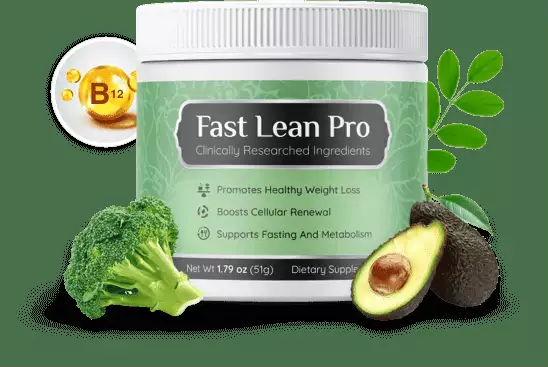 B12
Fast Lean Pro
Clinically Researched Ingredients
Promotes Healthy Weight Loss
Boosts Cellular Renewal
Supports Fasting And Metabolism
Net Wt 1.79 oz (51g) Dietary